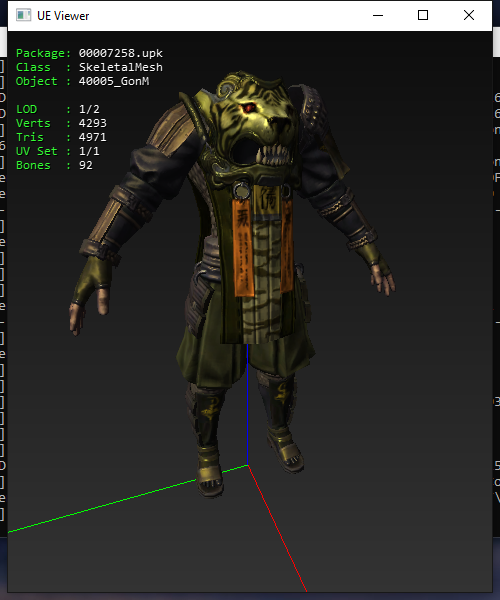 UE Viewer
Package: 00007258.upk
Class : SkeletalMesh
Object : 40005_GonM
LOD : 1/2
Verts : 4293
Tris : 4971
UV Set : 1/1
Bones : 92